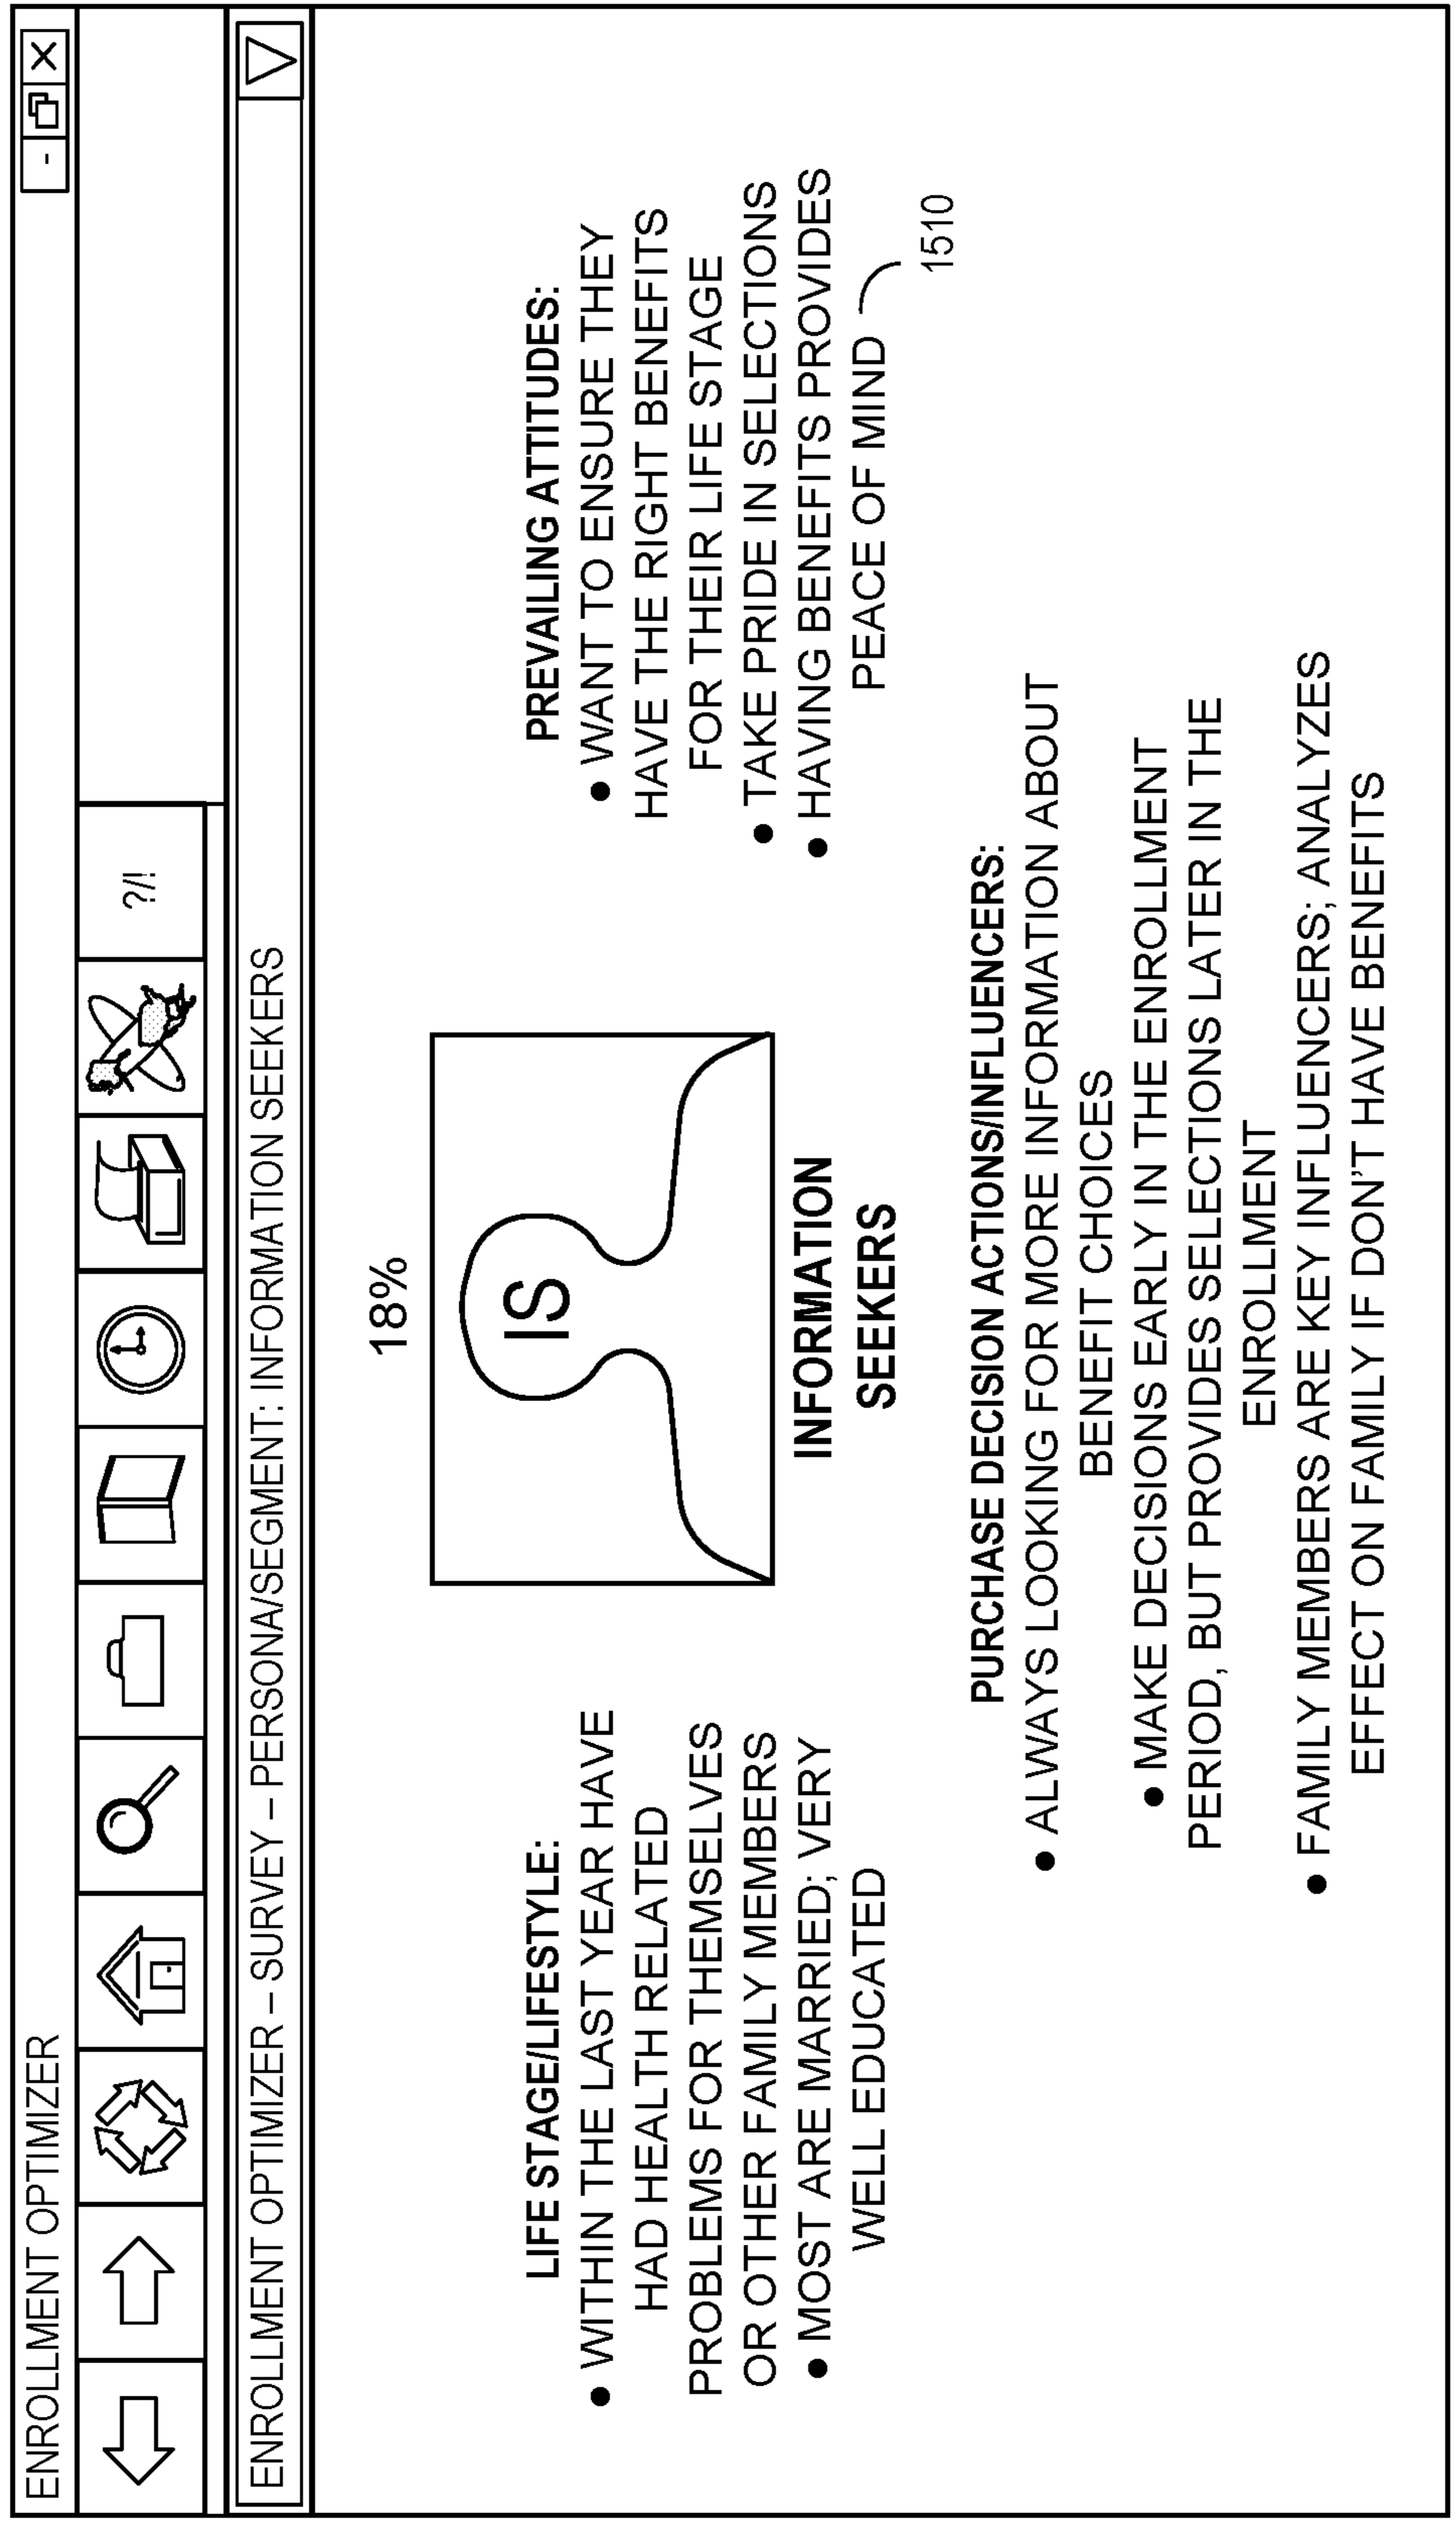 ENROLLMENT OPTIMIZER
- X
?/!
ENROLLMENT OPTIMIZER – SURVEY – PERSONA/SEGMENT: INFORMATION SEEKERS
18%
IS
INFORMATION
SEEKERS
LIFE STAGE/LIFESTYLE:
• WITHIN THE LAST YEAR HAVE
HAD HEALTH RELATED
PROBLEMS FOR THEMSELVES
OR OTHER FAMILY MEMBERS
• MOST ARE MARRIED; VERY
WELL EDUCATED
PREVAILING ATTITUDES:
• WANT TO ENSURE THEY
HAVE THE RIGHT BENEFITS
FOR THEIR LIFE STAGE
• TAKE PRIDE IN SELECTIONS
• HAVING BENEFITS PROVIDES
PEACE OF MIND
1510
PURCHASE DECISION ACTIONS/INFLUENCERS:
• ALWAYS LOOKING FOR MORE INFORMATION ABOUT
BENEFIT CHOICES
• MAKE DECISIONS EARLY IN THE ENROLLMENT
PERIOD, BUT PROVIDES SELECTIONS LATER IN THE
ENROLLMENT
• FAMILY MEMBERS ARE KEY INFLUENCERS; ANALYZES
EFFECT ON FAMILY IF DON'T HAVE BENEFITS